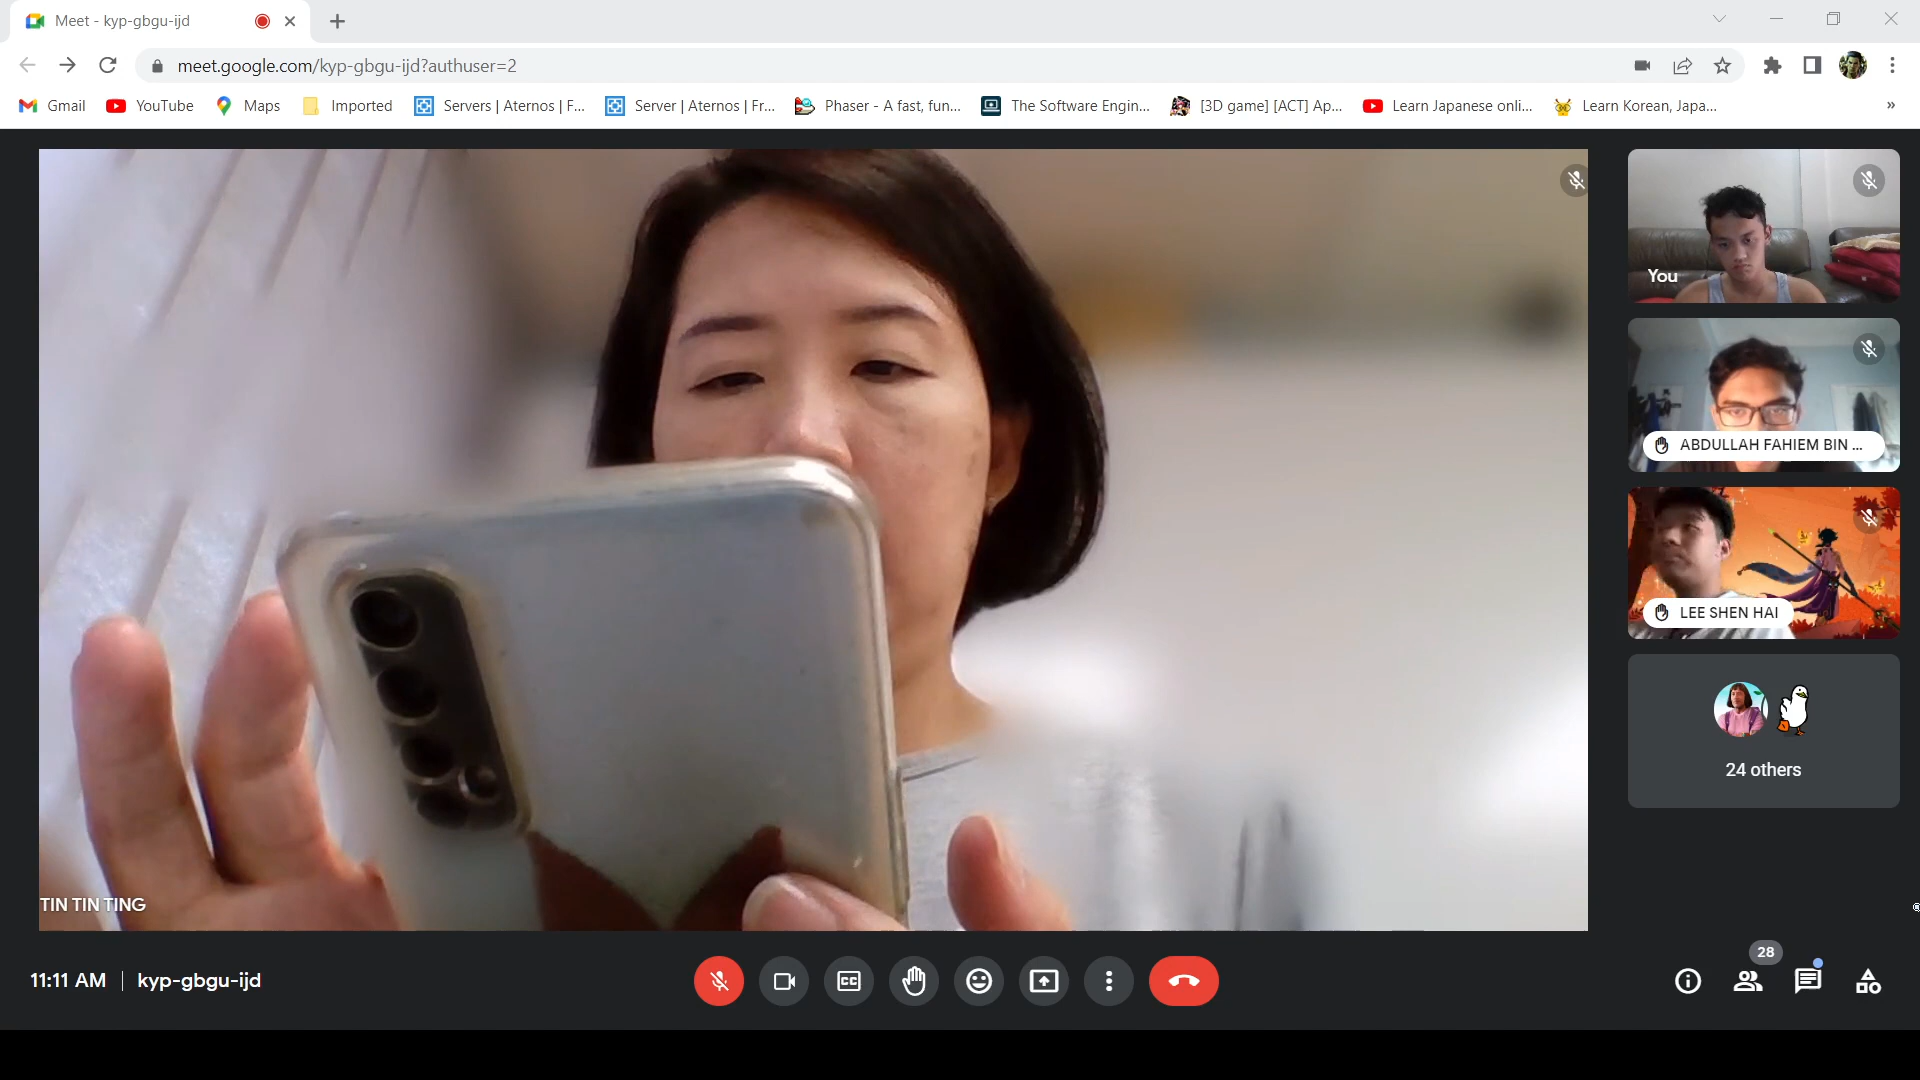 Meet - kyp-gbgu-ijd
meet.google.com/kyp-gbgu-ijd?authuser=2
Gmail
YouTube
Maps
Imported
Servers | Aternos | F...
Server | Aternos | Fr...
Phaser - A fast, fun...
The Software Engin...
[3D game] [ACT] Ap...
Learn Japanese onli...
Learn Korean, Japa...
»
You
ABDULLAH FAHIEM BIN ...
LEE SHEN HAI
24 others
TIN TIN TING
11:11 AM | kyp-gbgu-ijd
CC
28